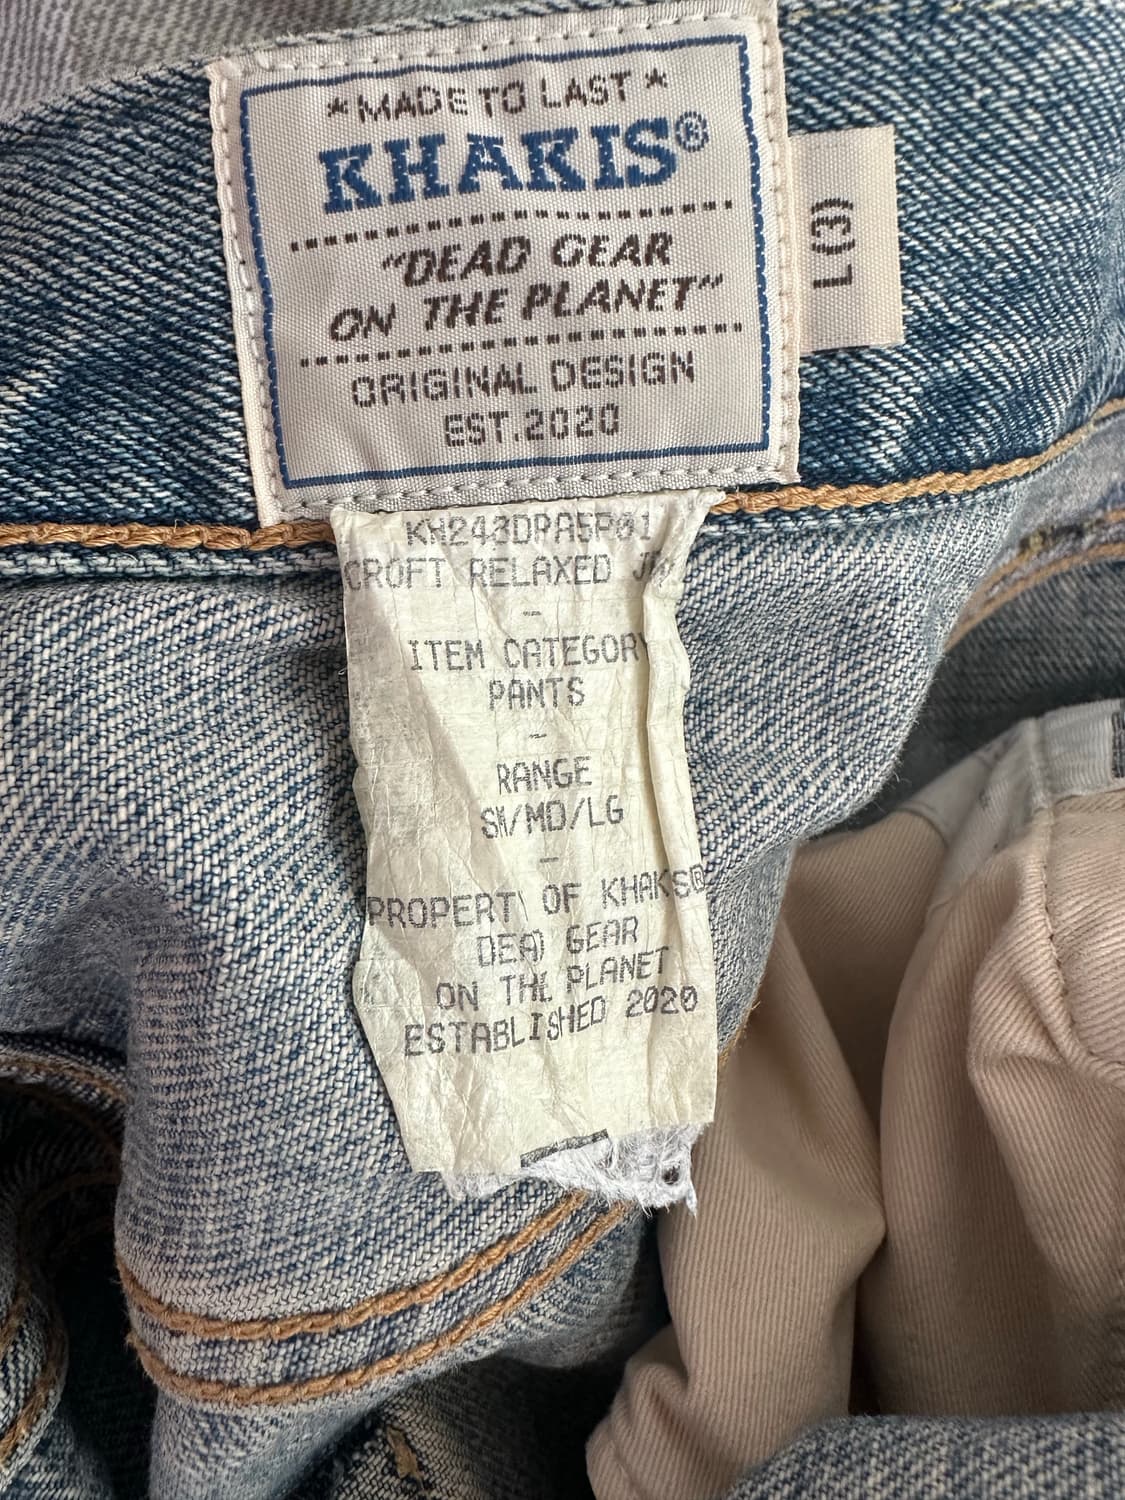 ★MADE TO LAST★
KHAKIS®
"DEAD GEAR
ON THE PLANET"
ORIGINAL DESIGN
EST.2020
L(3)
CROFT RELAXED
-
ITEM CATEGORY
PANTS
-
RANGE
SM/MD/LG
-
PROPERTY OF KHAKIS®
DEAD GEAR
ON THE PLANET
ESTABLISHED 2020